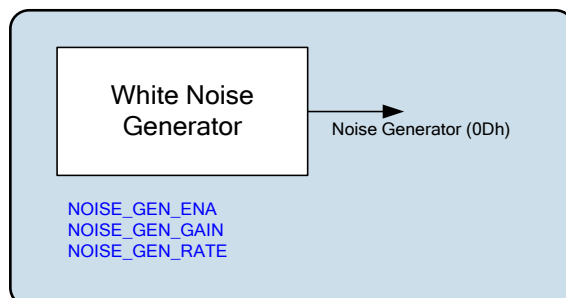 White Noise
Generator
Noise Generator (0Dh)
NOISE_GEN_ENA
NOISE_GEN_GAIN
NOISE_GEN_RATE